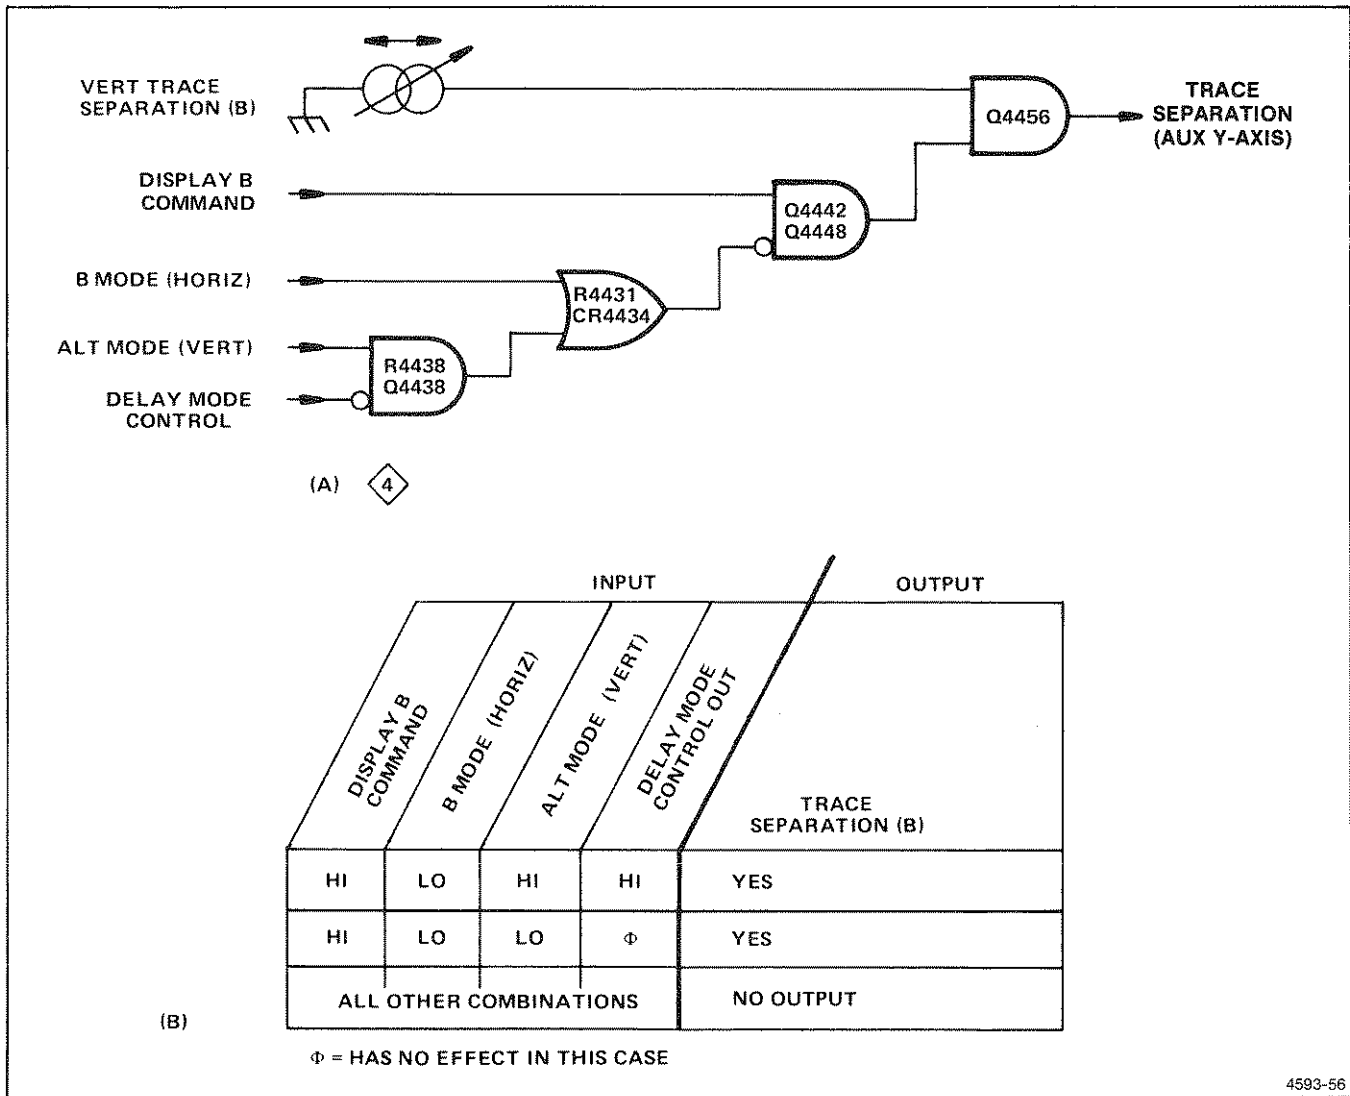 VERT TRACE
SEPARATION (B)
Q4456
TRACE
SEPARATION
(AUX Y-AXIS)
DISPLAY B
COMMAND
Q4442
Q4448
B MODE (HORIZ)
R4431
CR4434
ALT MODE (VERT)
R4438
Q4438
DELAY MODE
CONTROL
(A) 4
INPUT OUTPUT
DISPLAY B
COMMAND
B MODE (HORIZ)
ALT MODE (VERT)
DELAY MODE
CONTROL OUT
TRACE
SEPARATION (B)
HI LO HI HI YES
HI LO LO Φ YES
ALL OTHER COMBINATIONS NO OUTPUT
(B)
Φ = HAS NO EFFECT IN THIS CASE
4593-56